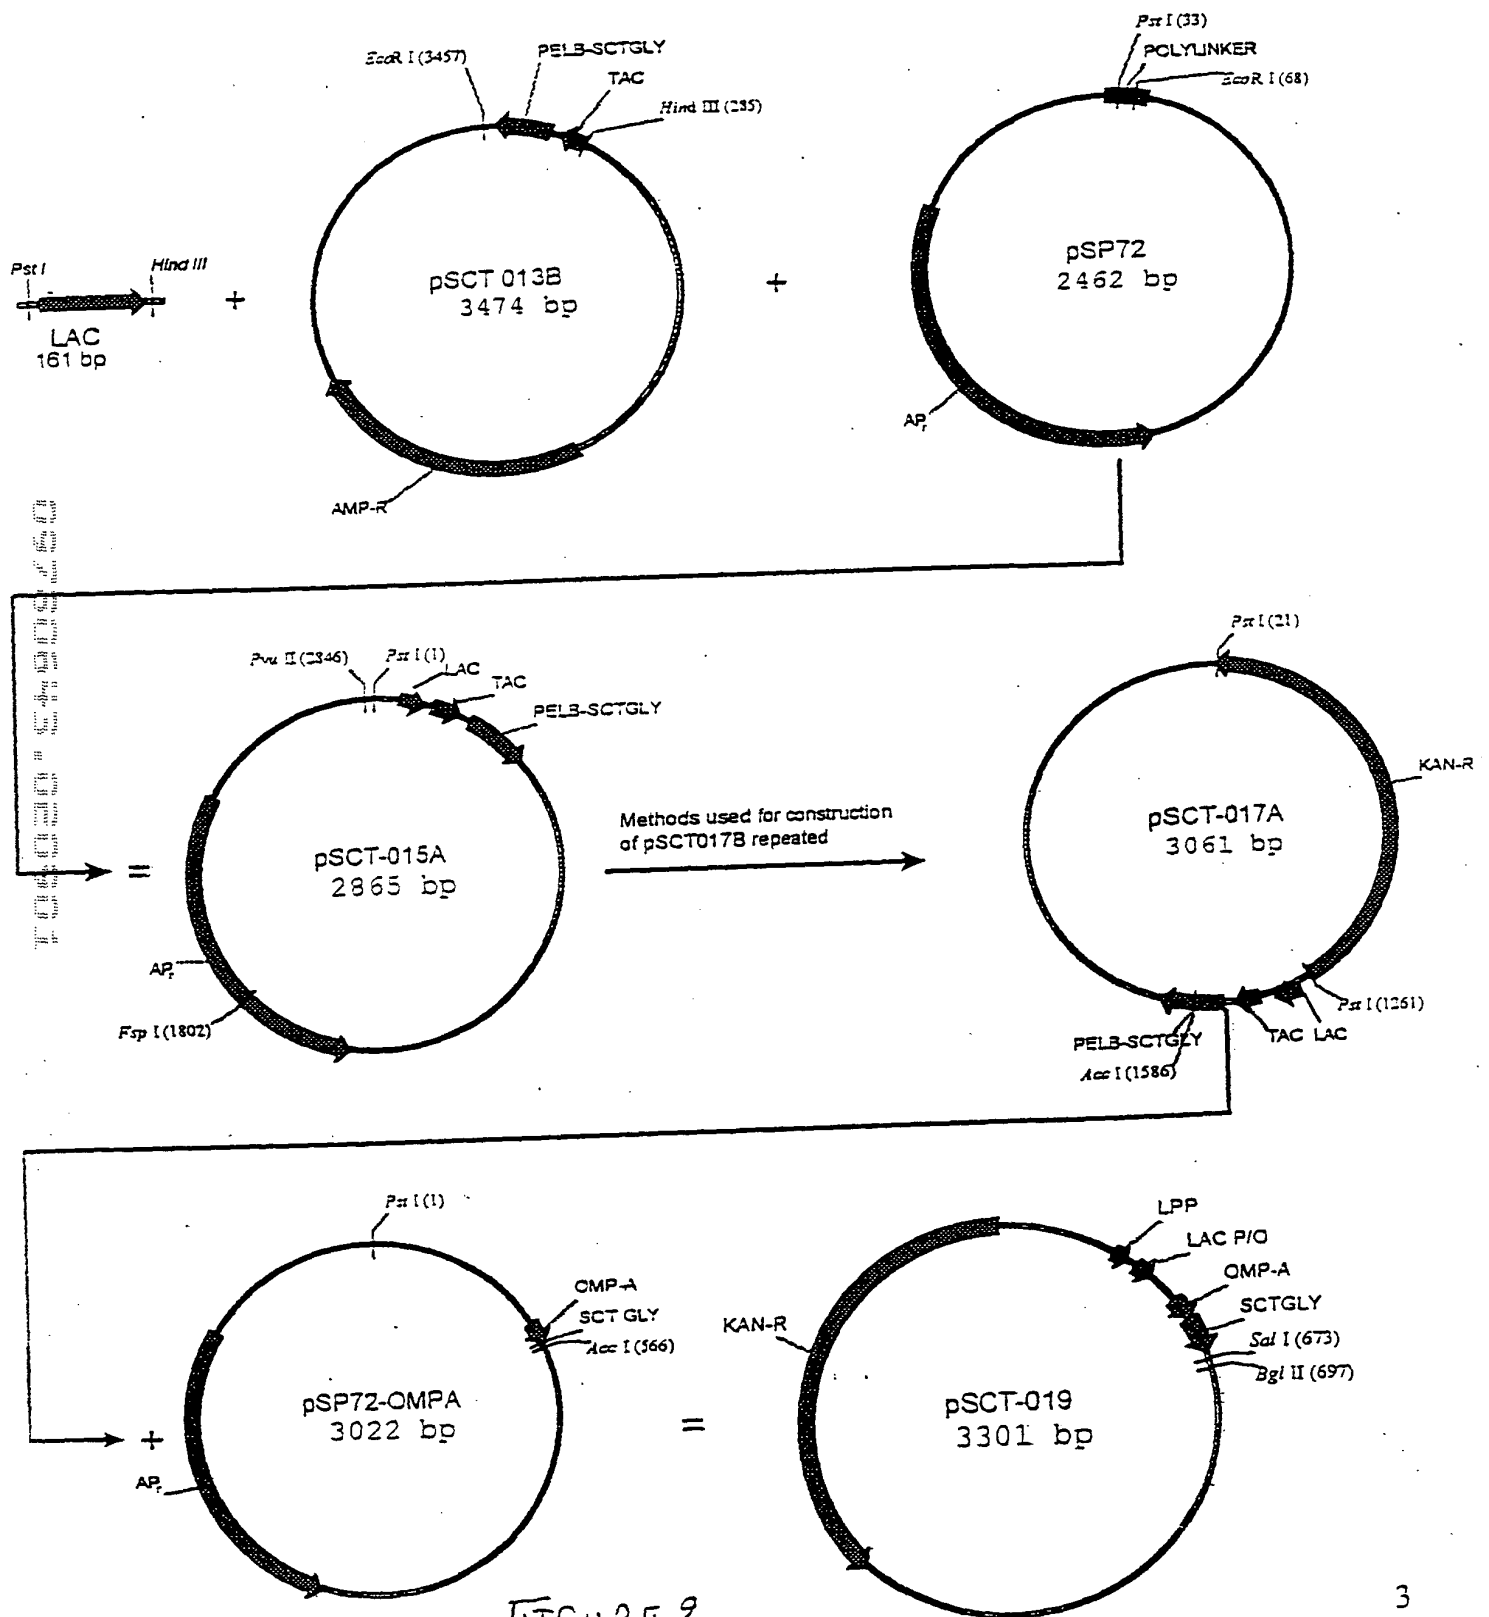 EcoR I (3457)
PELB-SCTGLY
TAC
Hind III (235)
Pst I (33)
POLYLINKER
EcoR I (68)
Pst I
Hind III
LAC
161 bp
+
pSCT 013B
3474 bp
+
pSP72
2462 bp
AMP-R
APr
Pvu II (2846)
Pst I (1)
LAC
TAC
PELB-SCTGLY
=
pSCT-015A
2865 bp
APr
Fsp I (1802)
Methods used for construction
of pSCT017B repeated
Pst I (21)
KAN-R
pSCT-017A
3061 bp
Pst I (1261)
TAC LAC
PELB-SCTGLY
Acc I (1586)
+
Pst I (1)
OMP-A
SCT GLY
Acc I (566)
pSP72-OMPA
3022 bp
APr
=
LPP
LAC P/O
OMP-A
SCTGLY
Sal I (673)
Bgl II (697)
KAN-R
pSCT-019
3301 bp
3